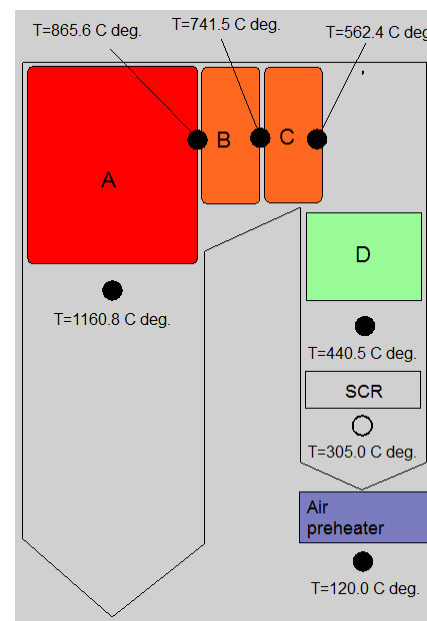 T=865.6 C deg.
T=741.5 C deg.
T=562.4 C deg
A
B
C
T=1160.8 C deg.
D
T=440.5 C deg.
SCR
T=305.0 C deg.
Air
preheater
T=120.0 C deg.